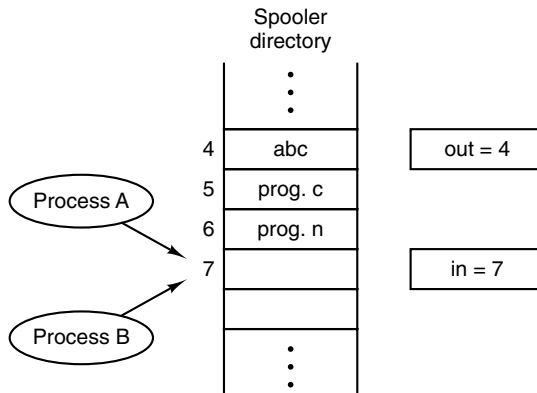 Spooler
directory
4 abc out = 4
5 prog. c
Process A
6 prog. n
7 in = 7
Process B